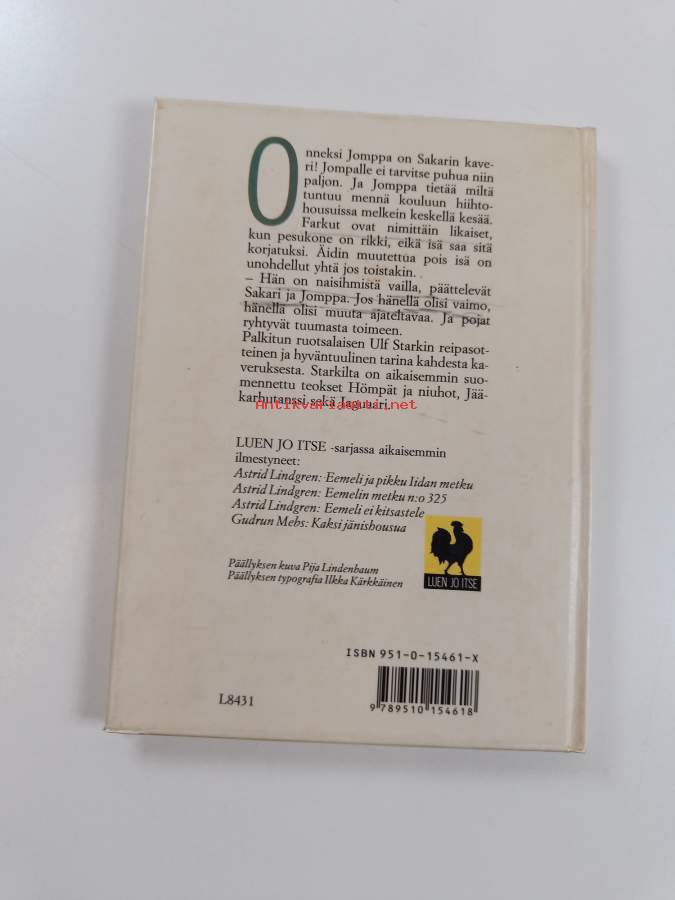 Onneksi Jomppa on Sakarin kave-
ri! Jompalle ei tarvitse puhua niin
paljon. Ja Jomppa tietää miltä
tuntuu mennä kouluun hiihto-
housuissa melkein keskellä kesää.
Farkut ovat nimittäin likaiset,
kun pesukone on rikki, eikä isä saa sitä
korjatuksi. Äidin muutettua pois isä on
unohdellut yhtä jos toistakin.
– Hän on naisihmistä vailla, päättelevät
Sakari ja Jomppa. Jos hänellä olisi vaimo,
hänellä olisi muuta ajateltavaa. Ja pojat
ryhtyvät tuumasta toimeen.
Palkitun ruotsalaisen Ulf Starkin reipasot-
teinen ja hyväntuulinen tarina kahdesta ka-
veruksesta. Starkilta on aikaisemmin suo-
mennettu teokset Hömpät ja niuhot, Jää-
karhutanssi sekä Jaguaari.
Antikvariaatti.net
LUEN JO ITSE -sarjassa aikaisemmin
ilmestyneet:
Astrid Lindgren: Eemeli ja pikku Iidan metku
Astrid Lindgren: Eemelin metku n:o 325
Astrid Lindgren: Eemeli ei kitsastele
Gudrun Mebs: Kaksi jänishousua
LUEN JO ITSE
Päällyksen kuva Pija Lindenbaum
Päällyksen typografia Ilkka Kärkkäinen
ISBN 951-0-15461-X
L8431
9 789510 154618